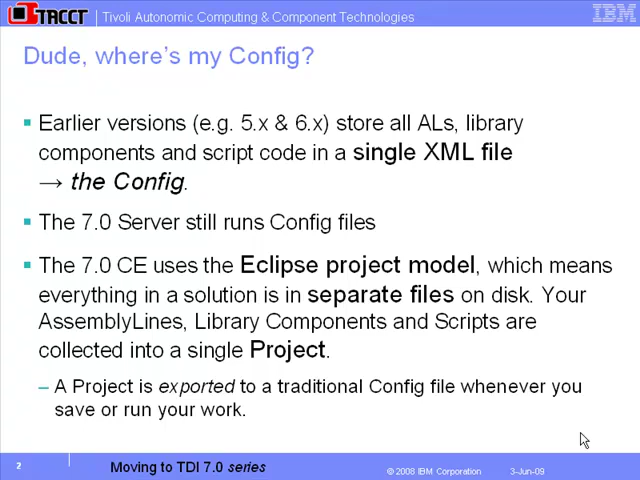 TACCT
Tivoli Autonomic Computing & Component Technologies
IBM
Dude, where's my Config?
▪ Earlier versions (e.g. 5.x & 6.x) store all ALs, library
components and script code in a single XML file
→ the Config.
▪ The 7.0 Server still runs Config files
▪ The 7.0 CE uses the Eclipse project model, which means
everything in a solution is in separate files on disk. Your
AssemblyLines, Library Components and Scripts are
collected into a single Project.
– A Project is exported to a traditional Config file whenever you
save or run your work.
2
Moving to TDI 7.0 series
© 2008 IBM Corporation
3-Jun-09